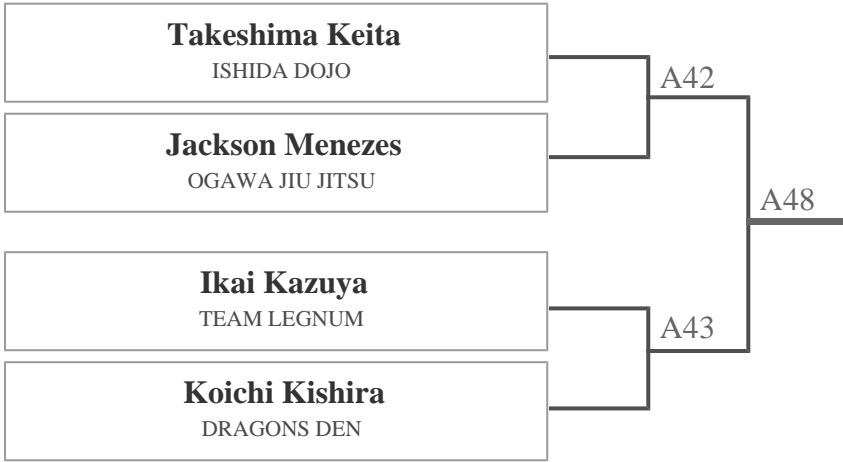 Takeshima Keita
ISHIDA DOJO
A42
Jackson Menezes
OGAWA JIU JITSU
A48
Ikai Kazuya
TEAM LEGNUM
A43
Koichi Kishira
DRAGONS DEN